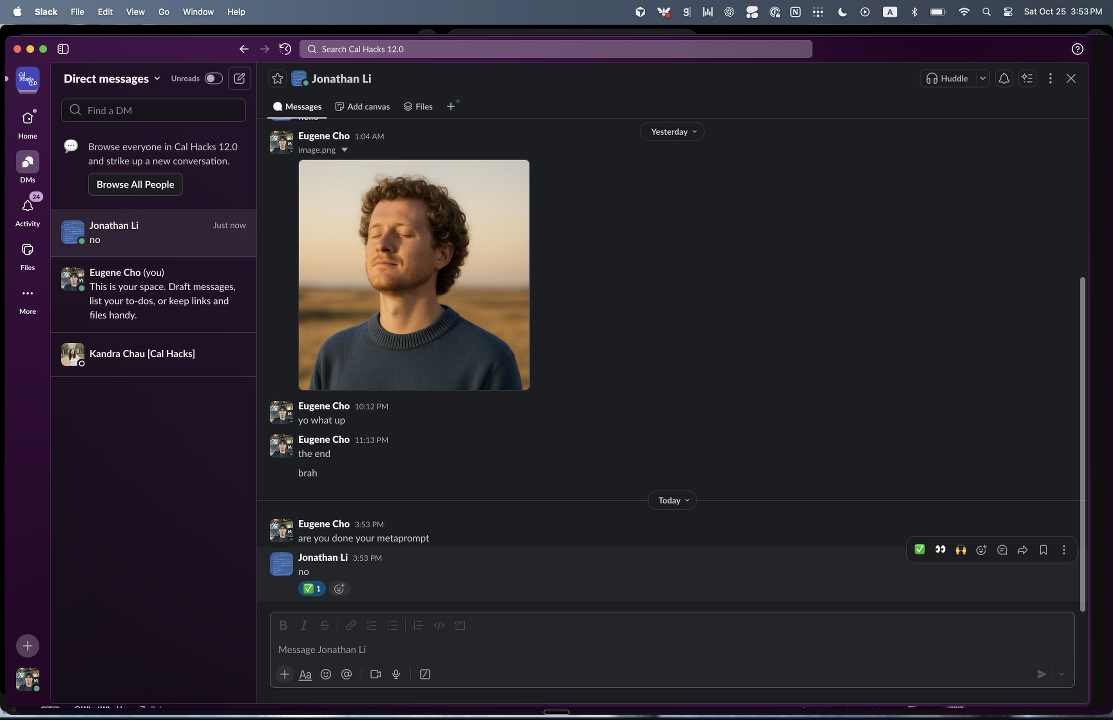 Slack File Edit View Go Window Help
Sat Oct 25 3:53 PM
Search Cal Hacks 12.0
Home
DMs
24
Activity
Files
More
Direct messages
Unreads
Find a DM
Browse everyone in Cal Hacks 12.0
and strike up a new conversation.
Browse All People
Jonathan Li Just now
no
Eugene Cho (you)
This is your space. Draft messages,
list your to-dos, or keep links and
files handy.
Kandra Chau [Cal Hacks]
Jonathan Li
Huddle
Messages Add canvas Files
Yesterday
Eugene Cho 1:04 AM
image.png
Eugene Cho 10:12 PM
yo what up
Eugene Cho 11:13 PM
the end
brah
Today
Eugene Cho 3:53 PM
are you done your metaprompt
Jonathan Li 3:53 PM
no
1
Message Jonathan Li
Aa